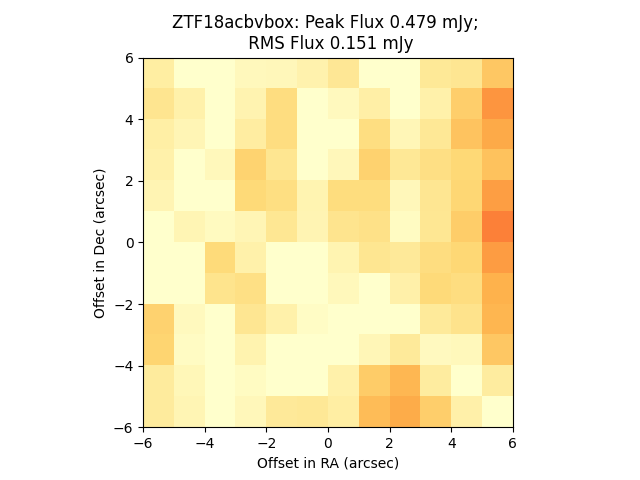 ZTF18acbvbox: Peak Flux 0.479 mJy;
RMS Flux 0.151 mJy
6
4
2
0
−2
−4
−6
Offset in Dec (arcsec)
−6 −4 −2 0 2 4 6
Offset in RA (arcsec)